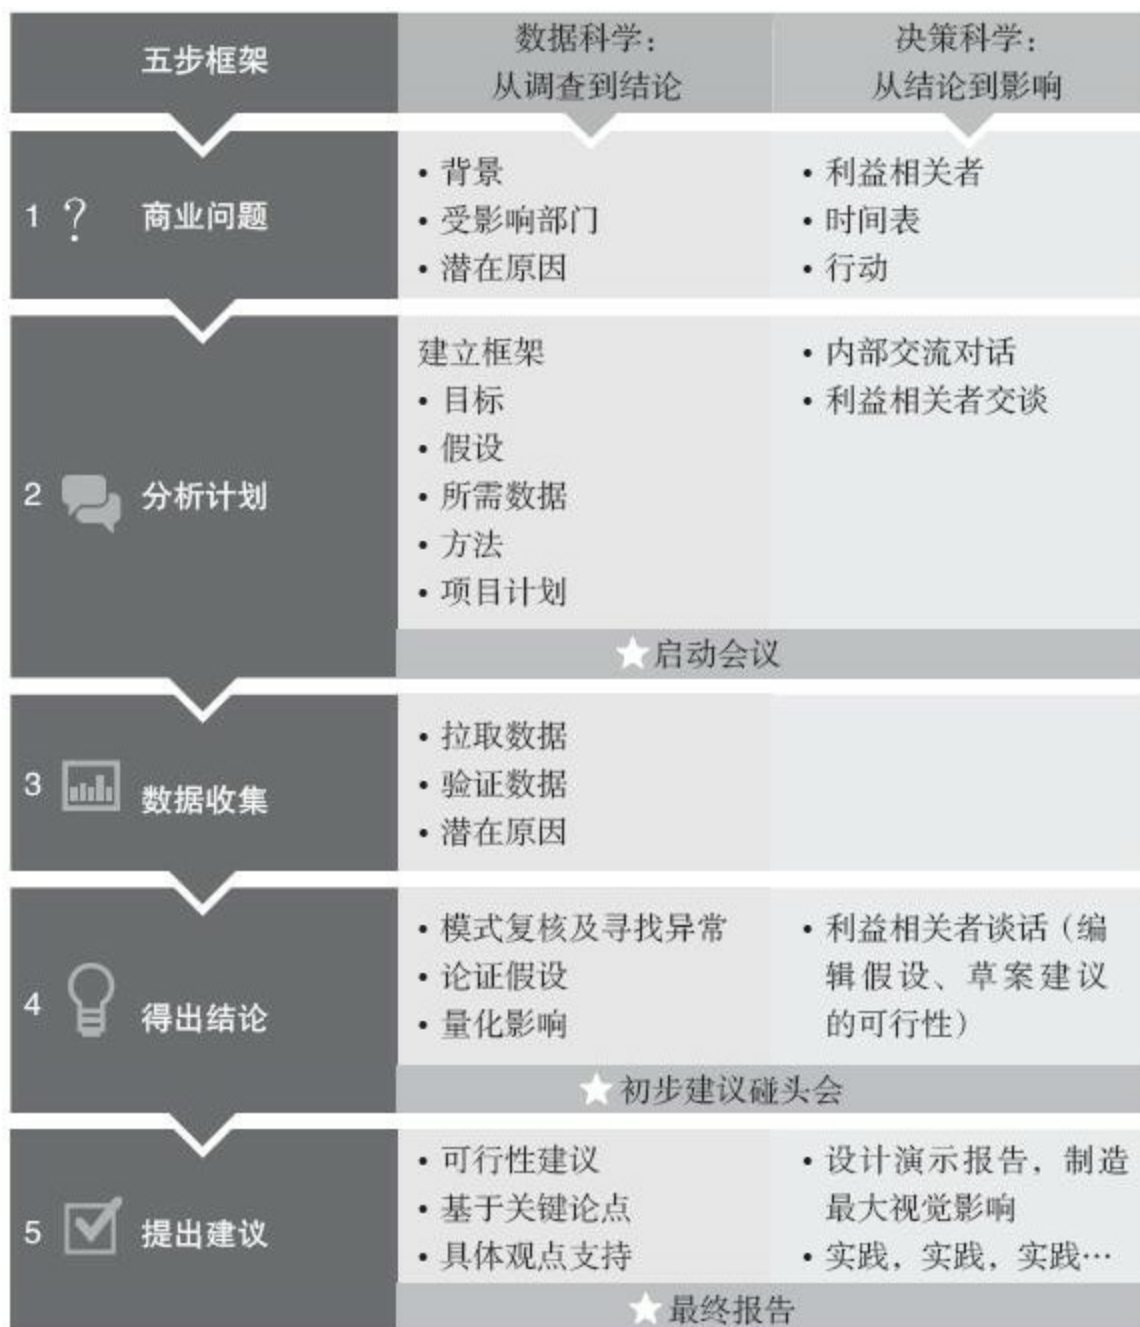 五步框架
数据科学：
从调查到结论
决策科学：
从结论到影响
1 ? 商业问题
• 背景
• 受影响部门
• 潜在原因
• 利益相关者
• 时间表
• 行动
2 分析计划
建立框架
• 目标
• 假设
• 所需数据
• 方法
• 项目计划
• 内部交流对话
• 利益相关者交谈
★启动会议
3 数据收集
• 拉取数据
• 验证数据
• 潜在原因
4 得出结论
• 模式复核及寻找异常
• 论证假设
• 量化影响
• 利益相关者谈话（编
辑假设、草案建议
的可行性）
★初步建议碰头会
5 提出建议
• 可行性建议
• 基于关键论点
• 具体观点支持
• 设计演示报告，制造
最大视觉影响
• 实践，实践，实践…
★最终报告